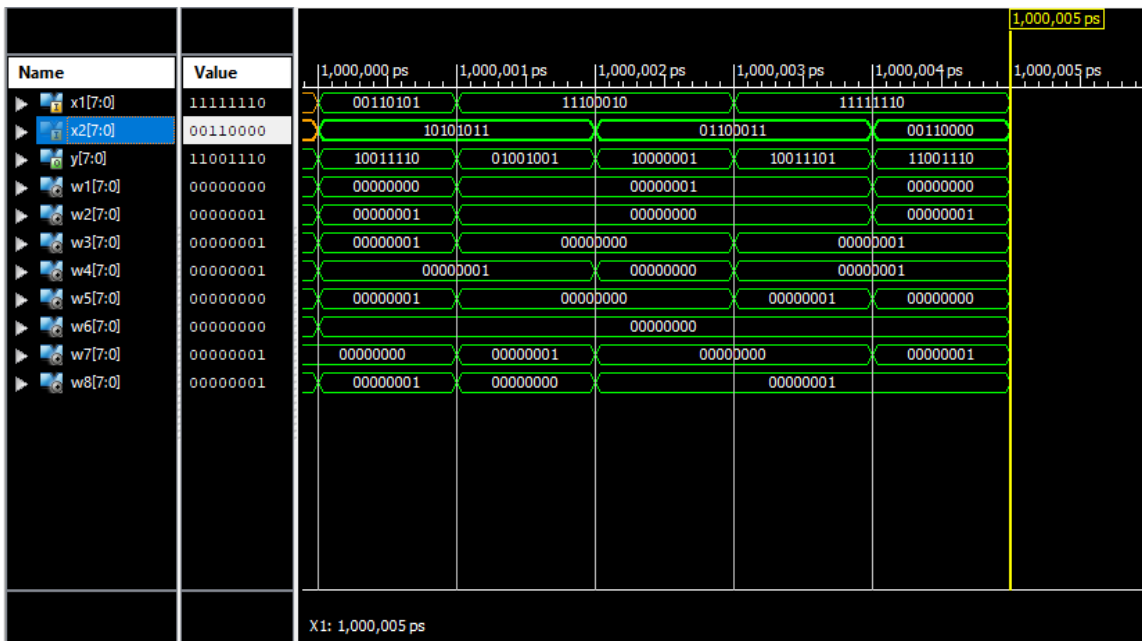 1,000,005 ps
Name Value 1,000,000 ps 1,000,001 ps 1,000,002 ps 1,000,003 ps 1,000,004 ps 1,000,005 ps
x1[7:0] 11111110 00110101 11100010 11111110
x2[7:0] 00110000 10101011 01100011 00110000
y[7:0] 11001110 10011110 01001001 10000001 10011101 11001110
w1[7:0] 00000000 00000000 00000001 00000000
w2[7:0] 00000001 00000001 00000000 00000001
w3[7:0] 00000001 00000001 00000000 00000001
w4[7:0] 00000001 00000001 00000000 00000001
w5[7:0] 00000000 00000001 00000000 00000001 00000000
w6[7:0] 00000000 00000000
w7[7:0] 00000001 00000000 00000001 00000000 00000001
w8[7:0] 00000001 00000001 00000000 00000001
X1: 1,000,005 ps